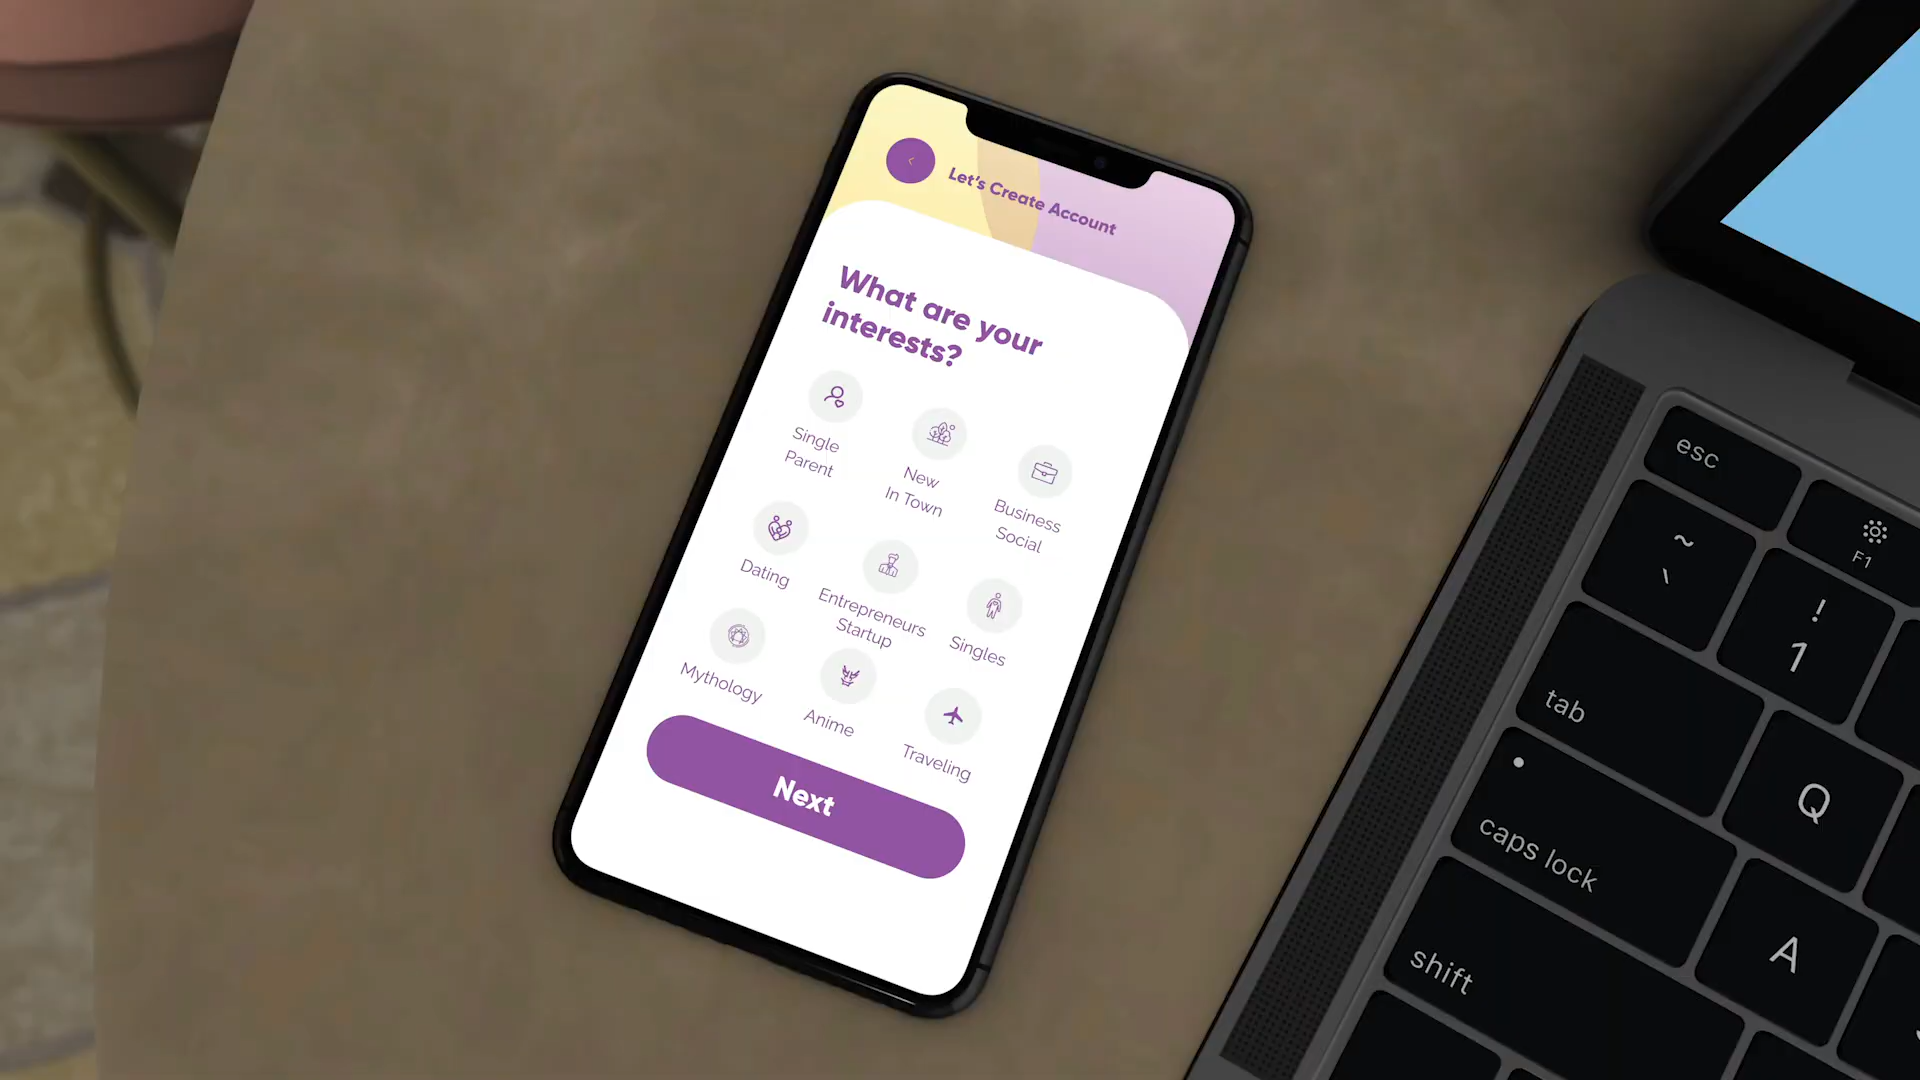 Let's Create Account
What are your
interests?
Single
Parent
New
In Town
Business
Social
Dating
Entrepreneurs
Startup
Singles
Mythology
Anime
Traveling
Next
esc
F1
~
`
!
1
tab
Q
caps lock
A
shift